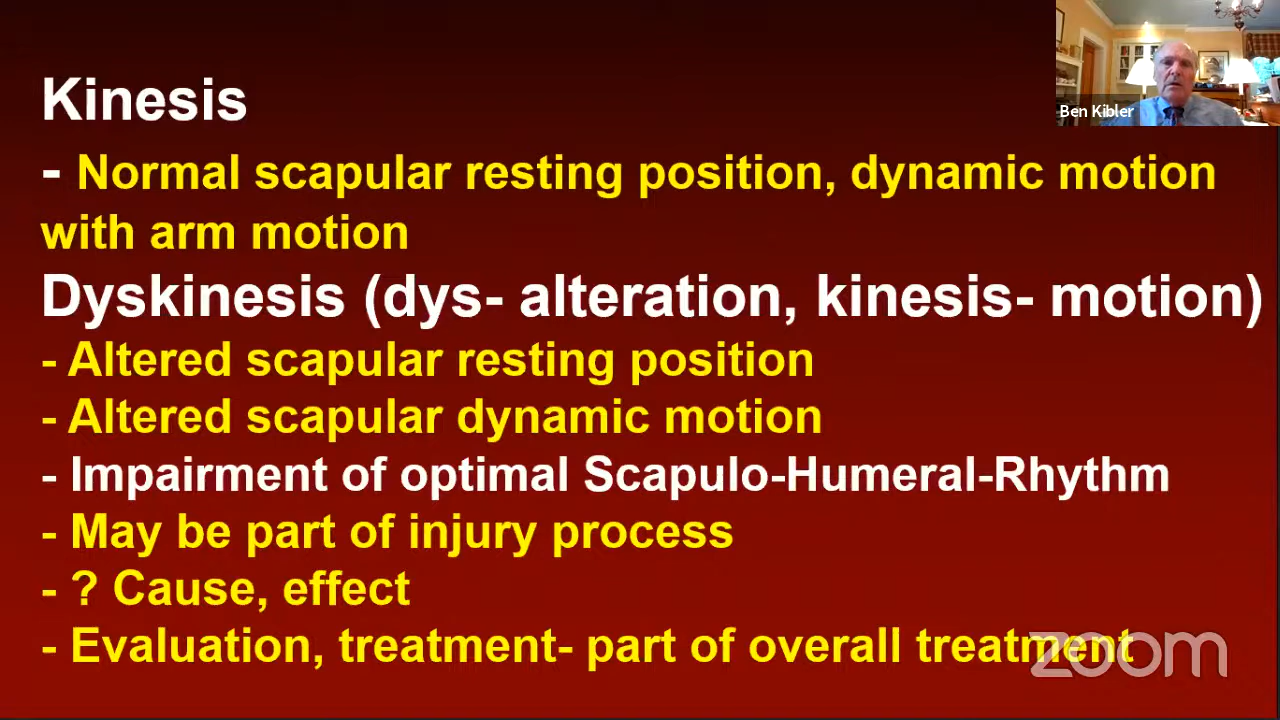 Kinesis
- Normal scapular resting position, dynamic motion
with arm motion
Dyskinesis (dys- alteration, kinesis- motion)
- Altered scapular resting position
- Altered scapular dynamic motion
- Impairment of optimal Scapulo-Humeral-Rhythm
- May be part of injury process
- ? Cause, effect
- Evaluation, treatment- part of overall treatment
Ben Kibler
zoom